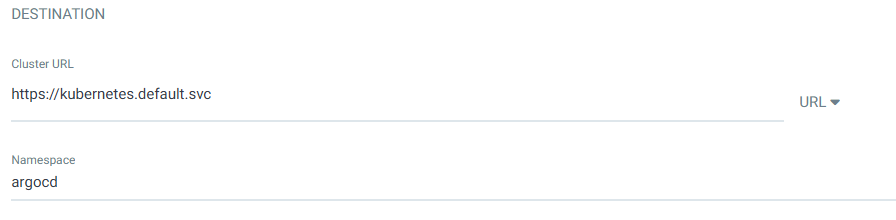 DESTINATION
Cluster URL
https://kubernetes.default.svc
URL
Namespace
argocd